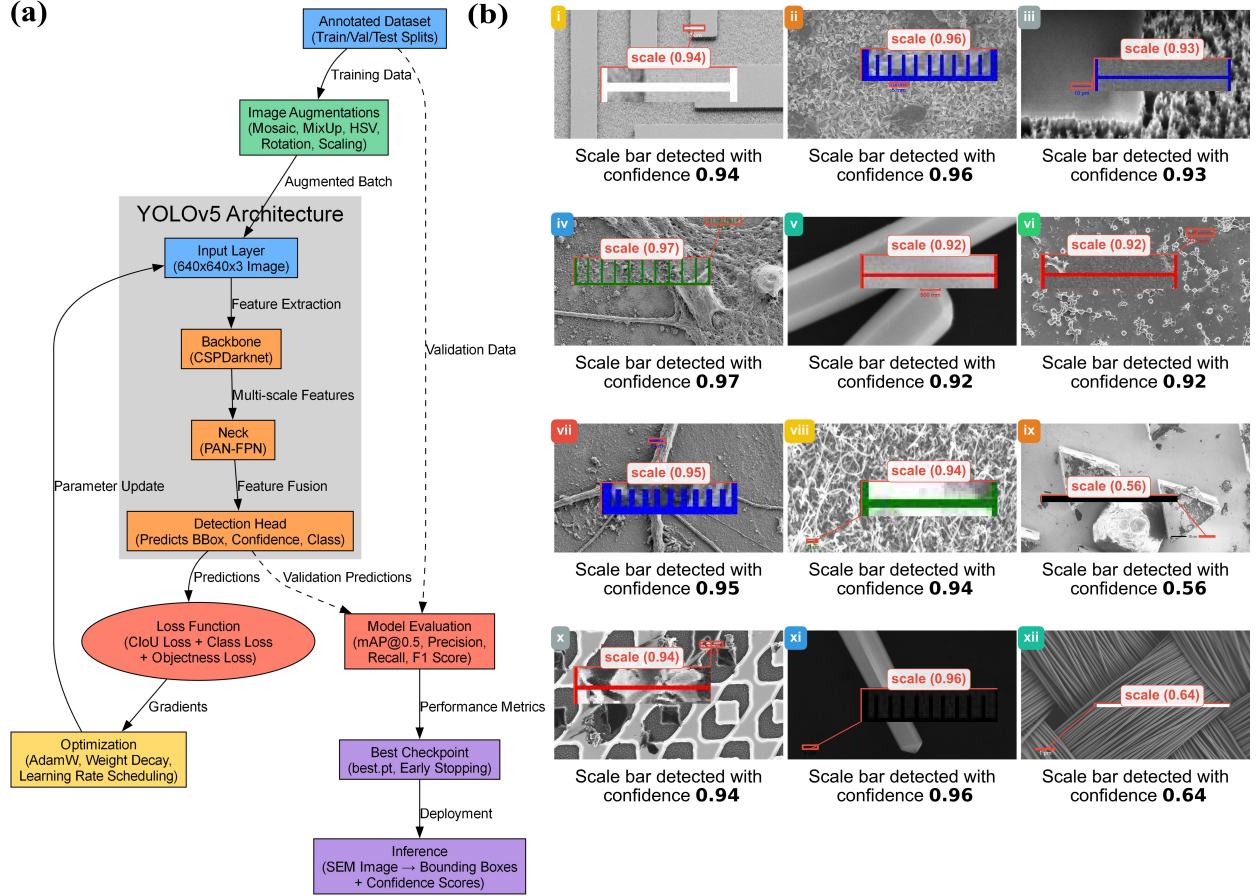 (a)
Annotated Dataset
(Train/Val/Test Splits)
Training Data
Image Augmentations
(Mosaic, MixUp, HSV,
Rotation, Scaling)
Augmented Batch
YOLOv5 Architecture
Input Layer
(640x640x3 Image)
Feature Extraction
Backbone
(CSPDarknet)
Validation Data
Multi-scale Features
Neck
(PAN-FPN)
Parameter Update
Feature Fusion
Detection Head
(Predicts BBox, Confidence, Class)
Predictions
Validation Predictions
Loss Function
(CIoU Loss + Class Loss
+ Objectness Loss)
Model Evaluation
(mAP@0.5, Precision,
Recall, F1 Score)
Gradients
Performance Metrics
Optimization
(AdamW, Weight Decay,
Learning Rate Scheduling)
Best Checkpoint
(best.pt, Early Stopping)
Deployment
Inference
(SEM Image → Bounding Boxes
+ Confidence Scores)
(b)
i
scale (0.94)
Scale bar detected with
confidence 0.94
ii
scale (0.96)
Scale bar detected with
confidence 0.96
iii
scale (0.93)
10 µm
Scale bar detected with
confidence 0.93
iv
scale (0.97)
Scale bar detected with
confidence 0.97
v
scale (0.92)
500 nm
Scale bar detected with
confidence 0.92
vi
scale (0.92)
Scale bar detected with
confidence 0.92
vii
scale (0.95)
Scale bar detected with
confidence 0.95
viii
scale (0.94)
Scale bar detected with
confidence 0.94
ix
scale (0.56)
Scale bar detected with
confidence 0.56
x
scale (0.94)
Scale bar detected with
confidence 0.94
xi
scale (0.96)
Scale bar detected with
confidence 0.96
xii
scale (0.64)
1 µm
Scale bar detected with
confidence 0.64